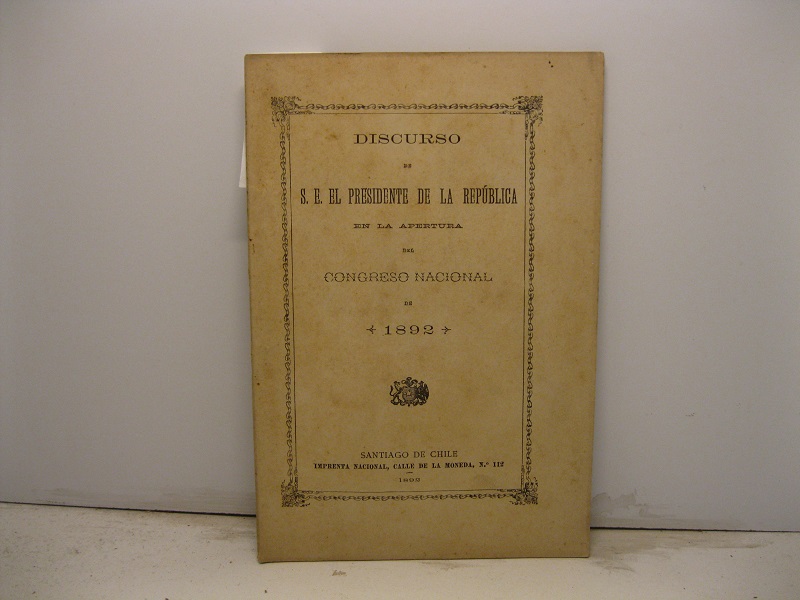 DISCURSO
DE
S. E. EL PRESIDENTE DE LA REPÚBLICA
EN LA APERTURA
DEL
CONGRESO NACIONAL
DE
1892
SANTIAGO DE CHILE
IMPRENTA NACIONAL, CALLE DE LA MONEDA, N.º 112